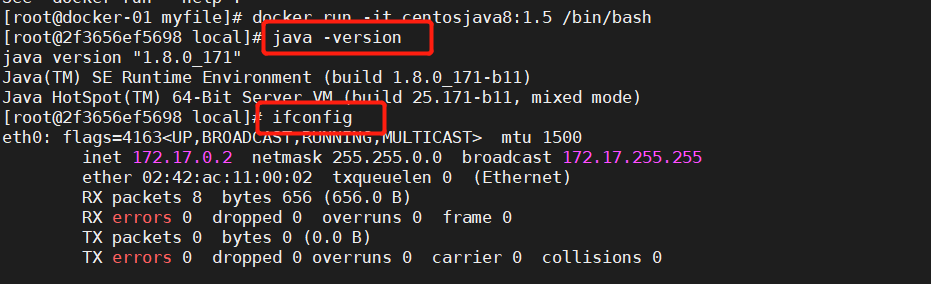 See 'docker run --help'.
[root@docker-01 myfile]# docker run -it centosjava8:1.5 /bin/bash
[root@2f3656ef5698 local]# java -version
java version "1.8.0_171"
Java(TM) SE Runtime Environment (build 1.8.0_171-b11)
Java HotSpot(TM) 64-Bit Server VM (build 25.171-b11, mixed mode)
[root@2f3656ef5698 local]# ifconfig
eth0: flags=4163<UP,BROADCAST,RUNNING,MULTICAST>  mtu 1500
        inet 172.17.0.2  netmask 255.255.0.0  broadcast 172.17.255.255
        ether 02:42:ac:11:00:02  txqueuelen 0  (Ethernet)
        RX packets 8  bytes 656 (656.0 B)
        RX errors 0  dropped 0  overruns 0  frame 0
        TX packets 0  bytes 0 (0.0 B)
        TX errors 0  dropped 0 overruns 0  carrier 0  collisions 0